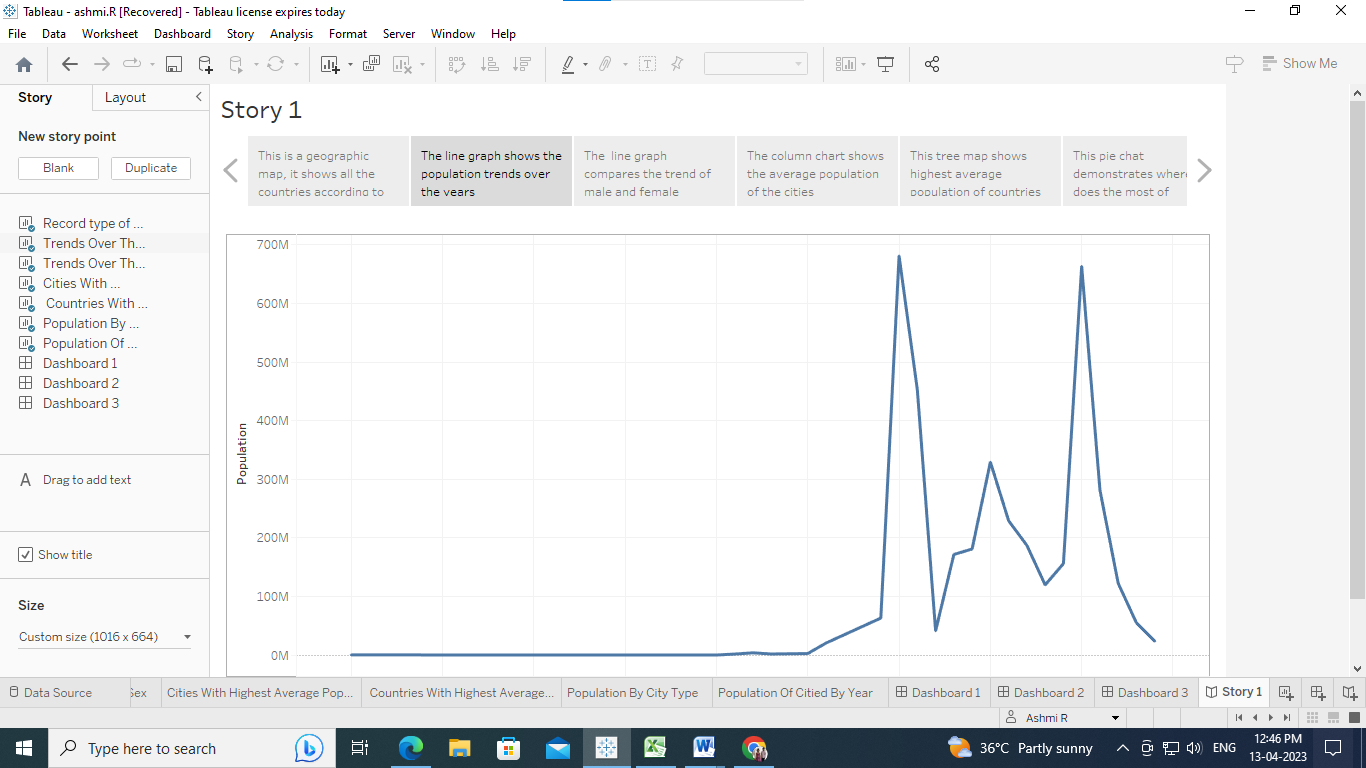 Tableau - ashmi.R [Recovered] - Tableau license expires today
File Data Worksheet Dashboard Story Analysis Format Server Window Help
Show Me
Story Layout
New story point
Blank Duplicate
Record type of ...
Trends Over Th...
Trends Over Th...
Cities With ...
Countries With ...
Population By ...
Population Of ...
Dashboard 1
Dashboard 2
Dashboard 3
A Drag to add text
Show title
Size
Custom size (1016 x 664)
Story 1
This is a geographic
map, it shows all the
countries according to
The line graph shows the
population trends over
the years
The line graph
compares the trend of
male and female
The column chart shows
the average population
of the cities
This tree map shows
highest average
population of countries
This pie chat
demonstrates where
does the most of
700M
600M
500M
400M
300M
200M
100M
0M
Population
Data Source Sex Cities With Highest Average Pop... Countries With Highest Average... Population By City Type Population Of Citied By Year Dashboard 1 Dashboard 2 Dashboard 3 Story 1
Ashmi R
Type here to search
36°C Partly sunny
ENG
12:46 PM
13-04-2023